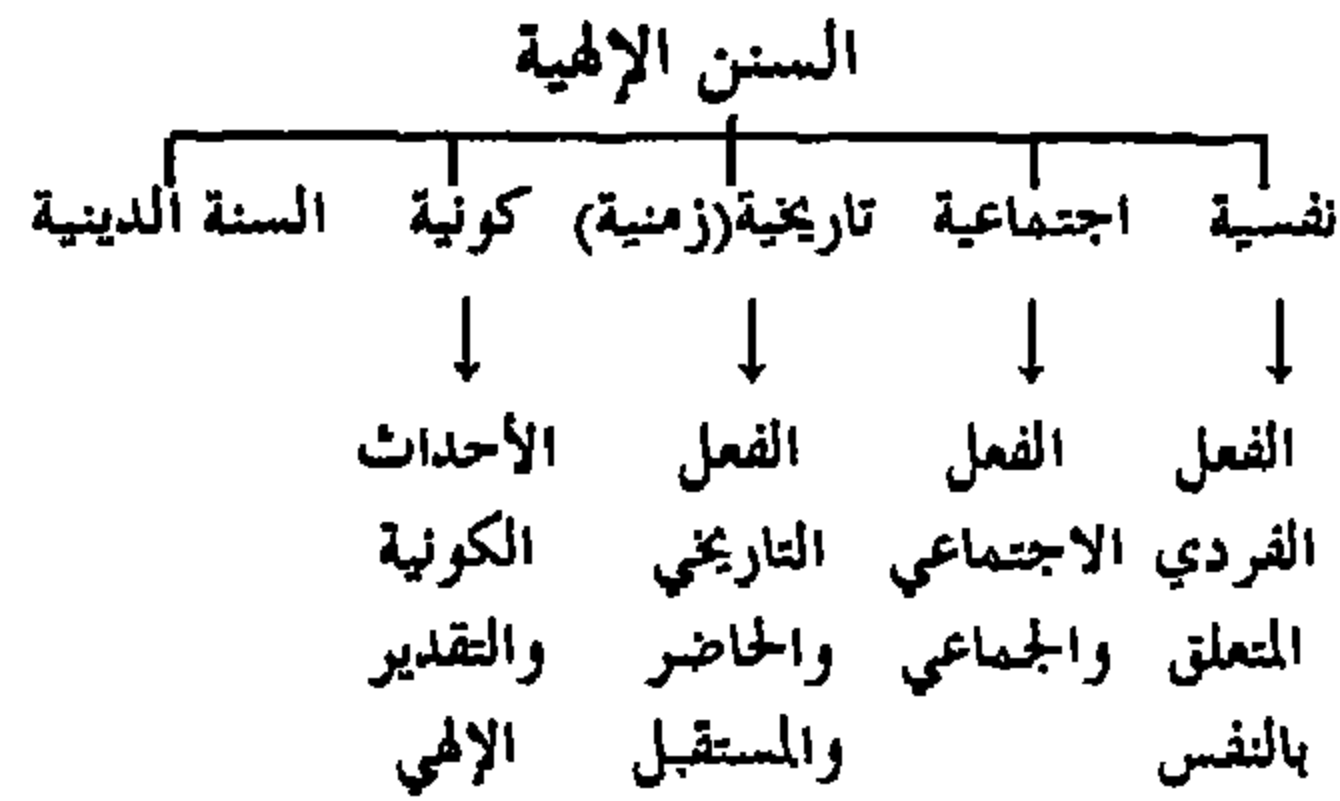 السنن الإلهية
نفسية اجتماعية تاريخية(زمنية) كونية السنة الدينية
الفعل الفعل الفعل الأحداث
الفردي الاجتماعي التاريخي الكونية
المتعلق والجماعي والحاضر والتقدير
بالنفس والمستقبل الإلهي